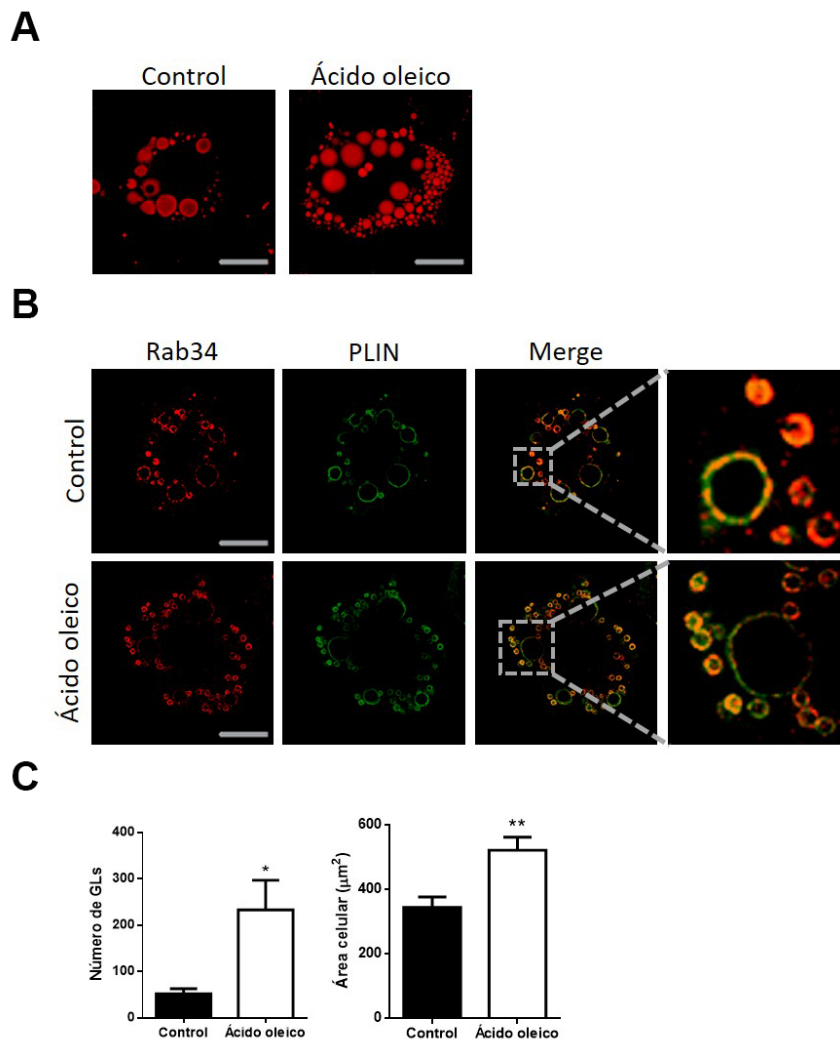 A
Control Ácido oleico
B
Rab34 PLIN Merge
Control
Ácido oleico
C
Número de GLs
400
300
200
100
0
*
Control Ácido oleico
Área celular (μm²)
600
400
200
0
**
Control Ácido oleico